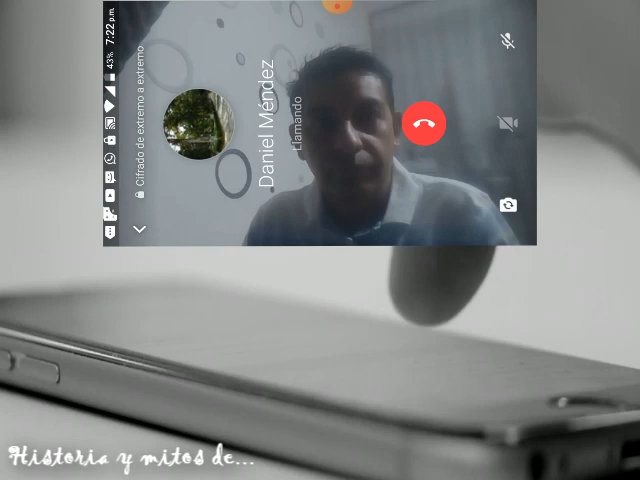 7:22 p.m.
43%
Cifrado de extremo a extremo
Daniel Méndez
Llamando
Historia y mitos de...